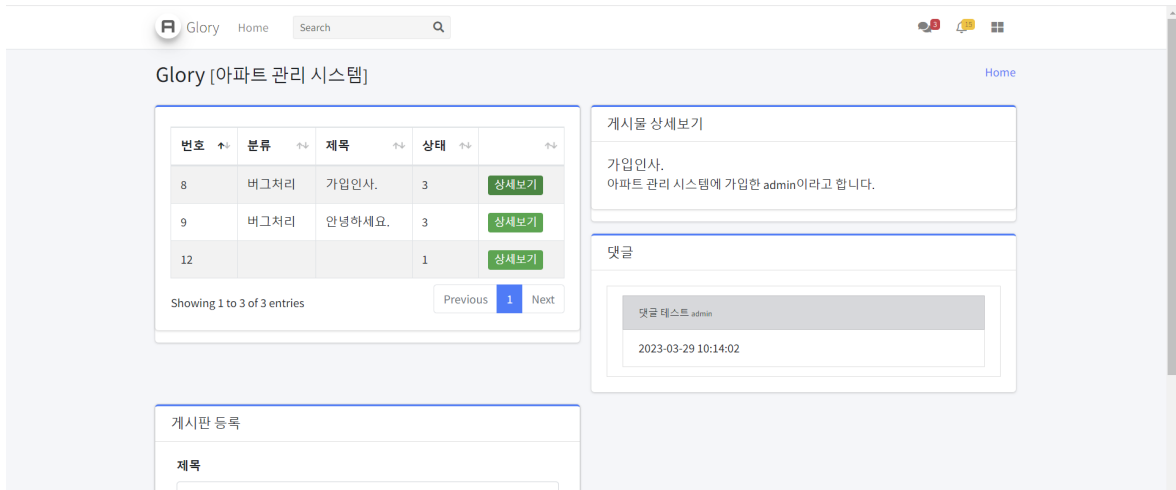 Glory Home Search 3 15
Glory [아파트 관리 시스템] Home
번호 분류 제목 상태
8 버그처리 가입인사. 3 상세보기
9 버그처리 안녕하세요. 3 상세보기
12 1 상세보기
Showing 1 to 3 of 3 entries Previous 1 Next
게시물 상세보기
가입인사.
아파트 관리 시스템에 가입한 admin이라고 합니다.
댓글
댓글 테스트 admin
2023-03-29 10:14:02
게시판 등록
제목